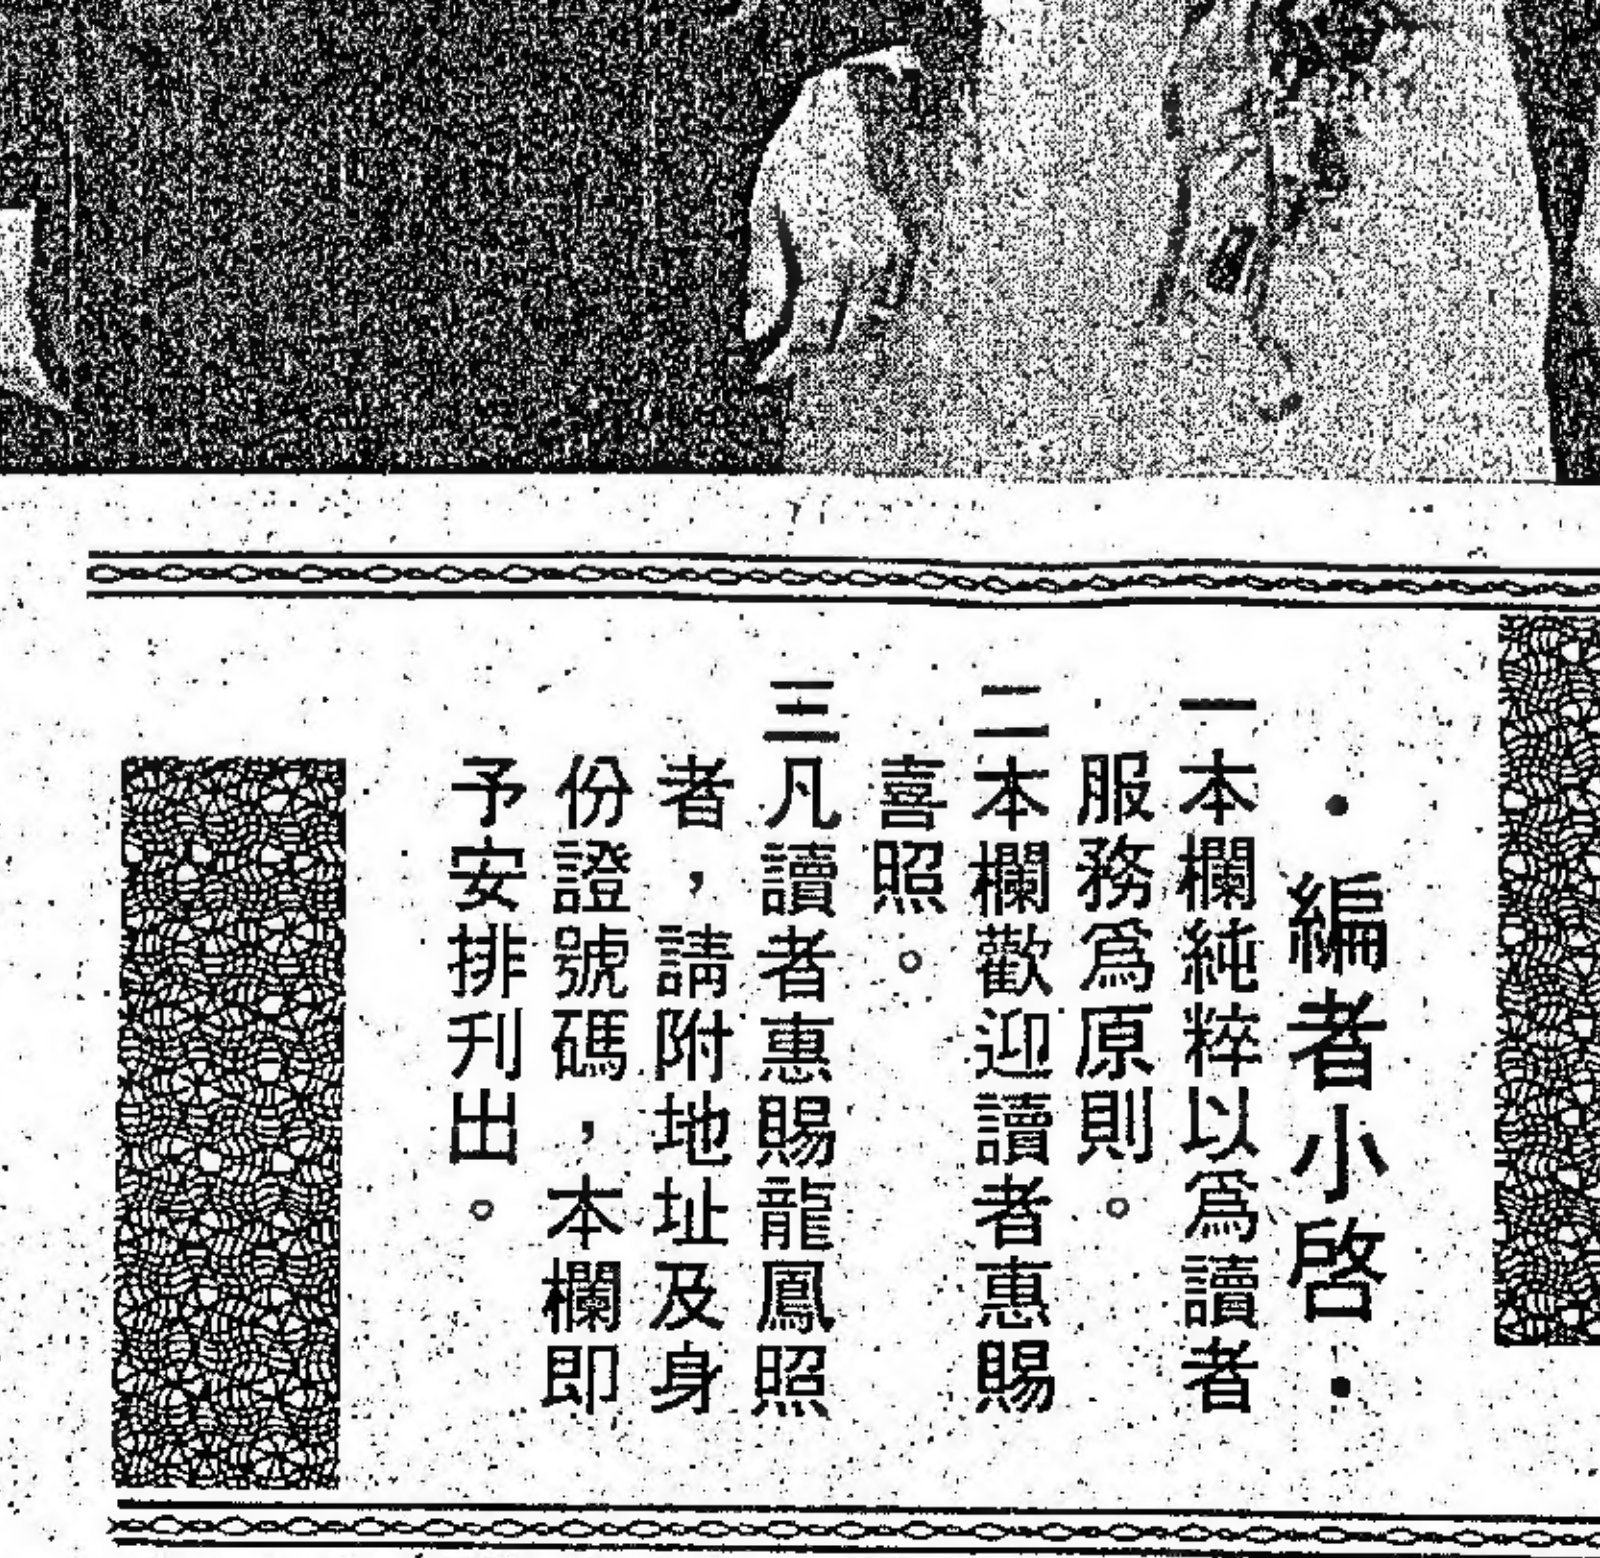 ・編者小啓・
一本欄純粹以爲讀者
服務爲原則。
二本欄歡迎讀者惠賜
喜照。
三凡讀者惠賜龍鳳照
者，請附地址及身
份證號碼，本欄即
予安排刋出。